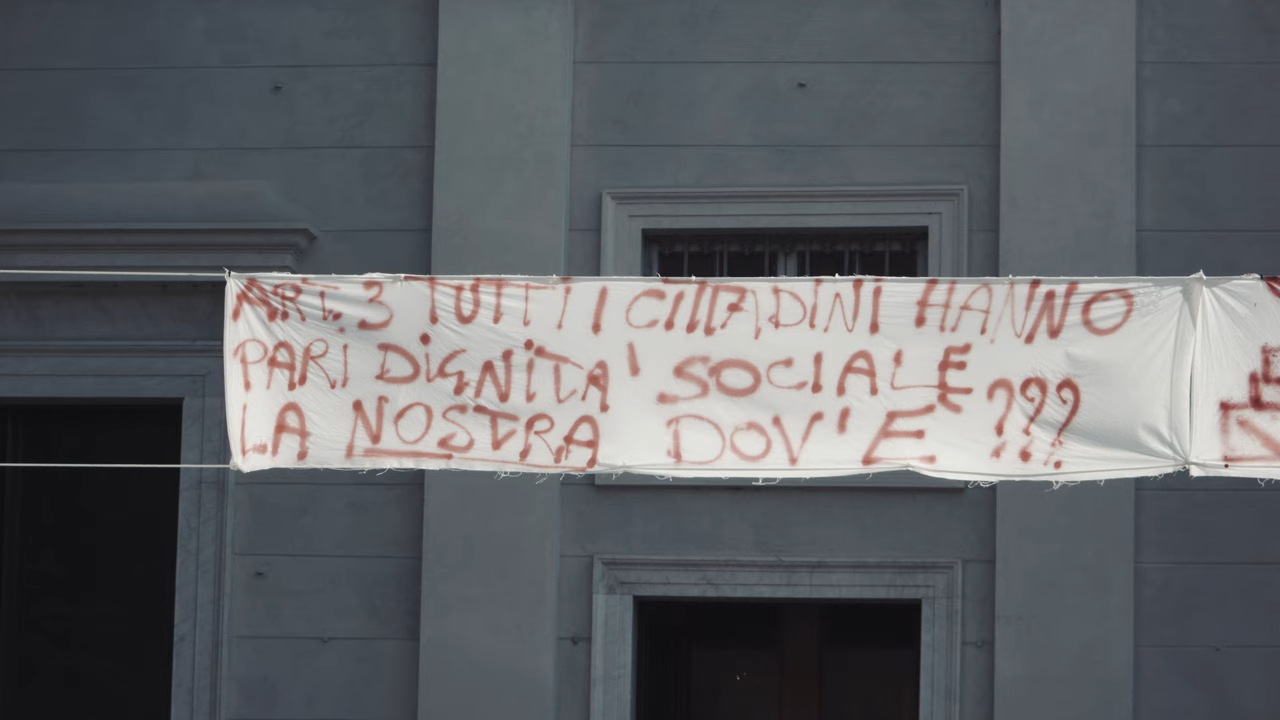 ART. 3 TUTTI I CITTADINI HANNO
PARI DIGNITA' SOCIALE
LA NOSTRA DOV'E ???